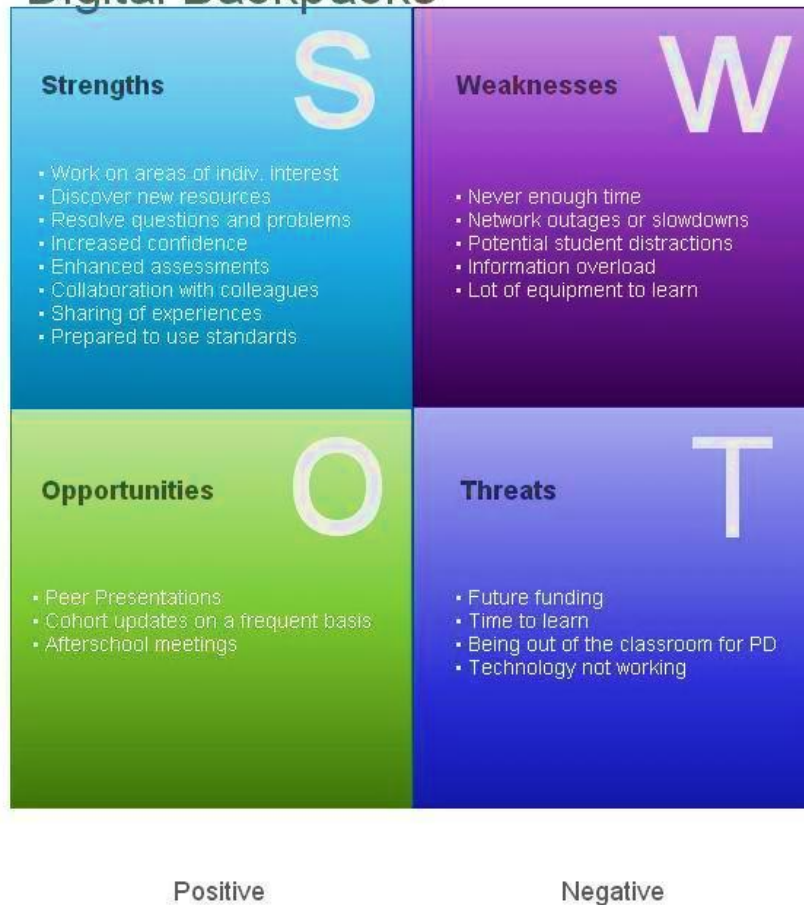 Digital Backpacks
S
Strengths
▪ Work on areas of indiv. interest
▪ Discover new resources
▪ Resolve questions and problems
▪ Increased confidence
▪ Enhanced assessments
▪ Collaboration with colleagues
▪ Sharing of experiences
▪ Prepared to use standards
W
Weaknesses
▪ Never enough time
▪ Network outages or slowdowns
▪ Potential student distractions
▪ Information overload
▪ Lot of equipment to learn
O
Opportunities
▪ Peer Presentations
▪ Cohort updates on a frequent basis
▪ Afterschool meetings
T
Threats
▪ Future funding
▪ Time to learn
▪ Being out of the classroom for PD
▪ Technology not working
Positive
Negative